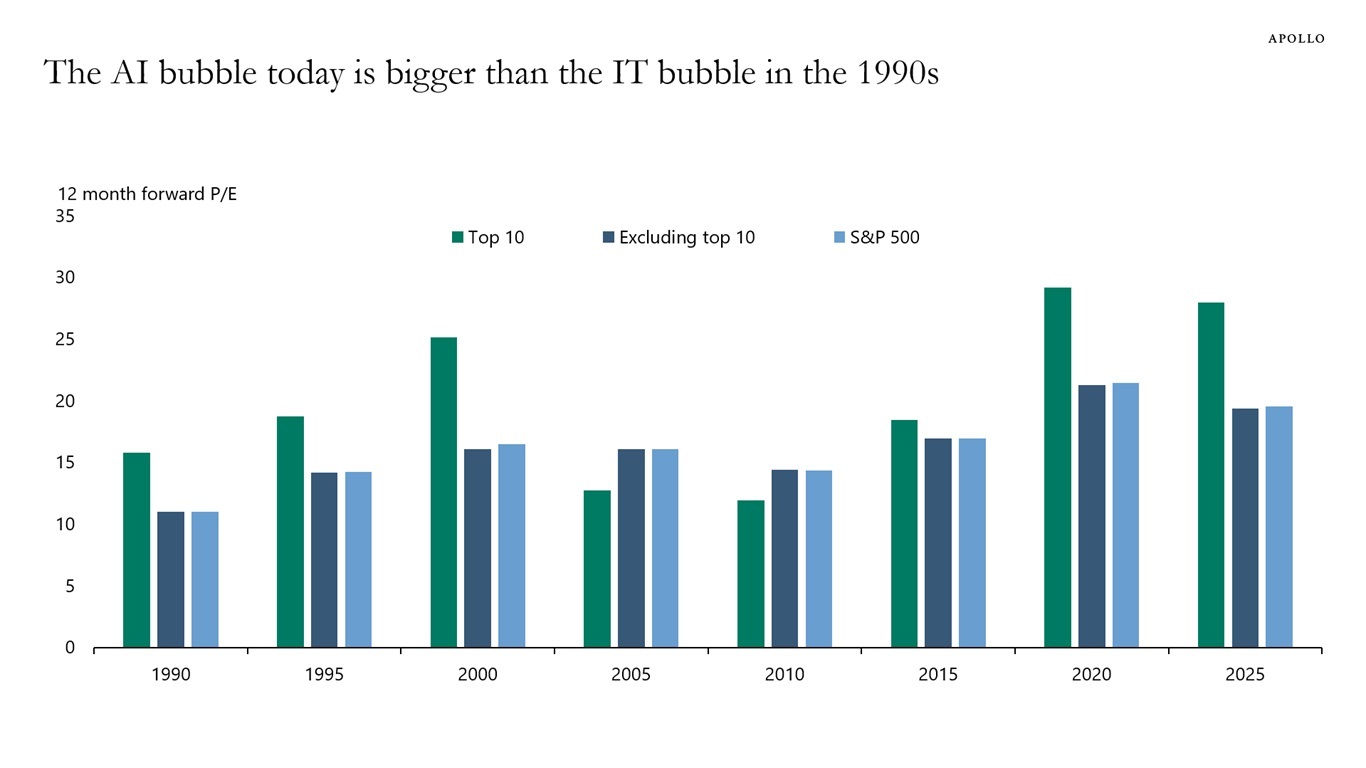 APOLLO
The AI bubble today is bigger than the IT bubble in the 1990s
12 month forward P/E
35
Top 10 Excluding top 10 S&P 500
30
25
20
15
10
5
0
1990 1995 2000 2005 2010 2015 2020 2025